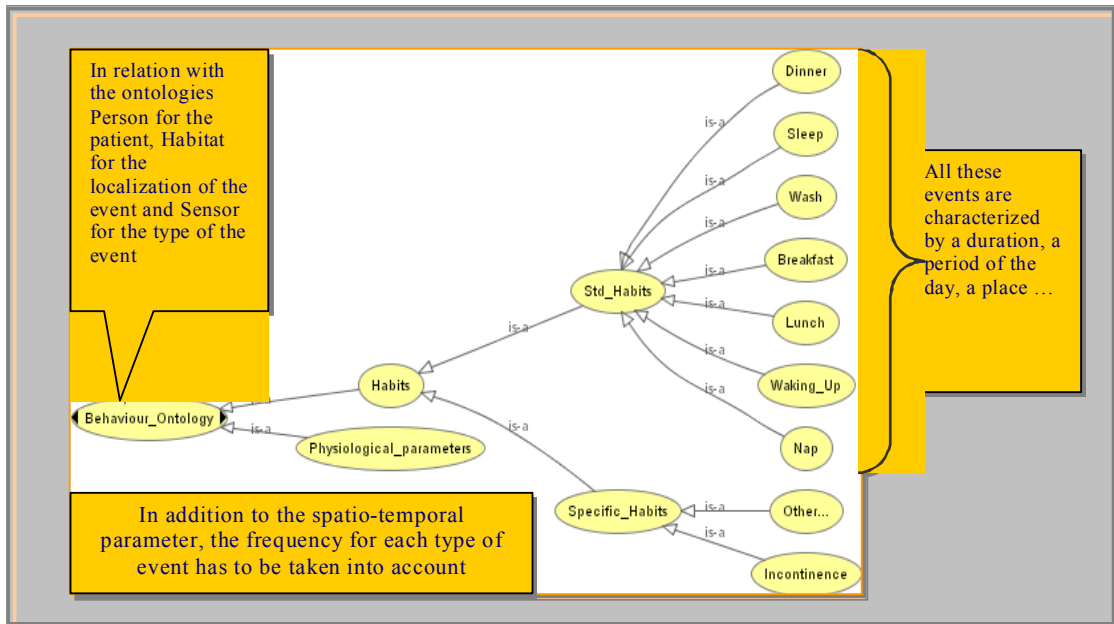 In relation with
the ontologies
Person for the
patient, Habitat
for the
localization of the
event and Sensor
for the type of the
event
Dinner
is-a
Sleep
is-a
Wash
is-a
Breakfast
is-a
Std_Habits
is-a
Lunch
is-a
Waking_Up
is-a
Nap
All these
events are
characterized
by a duration, a
period of the
day, a place …
is-a
Habits
Behaviour_Ontology
is-a
Physiological_parameters
is-a
Specific_Habits
is-a
Other...
is-a
Incontinence
In addition to the spatio-temporal
parameter, the frequency for each type of
event has to be taken into account